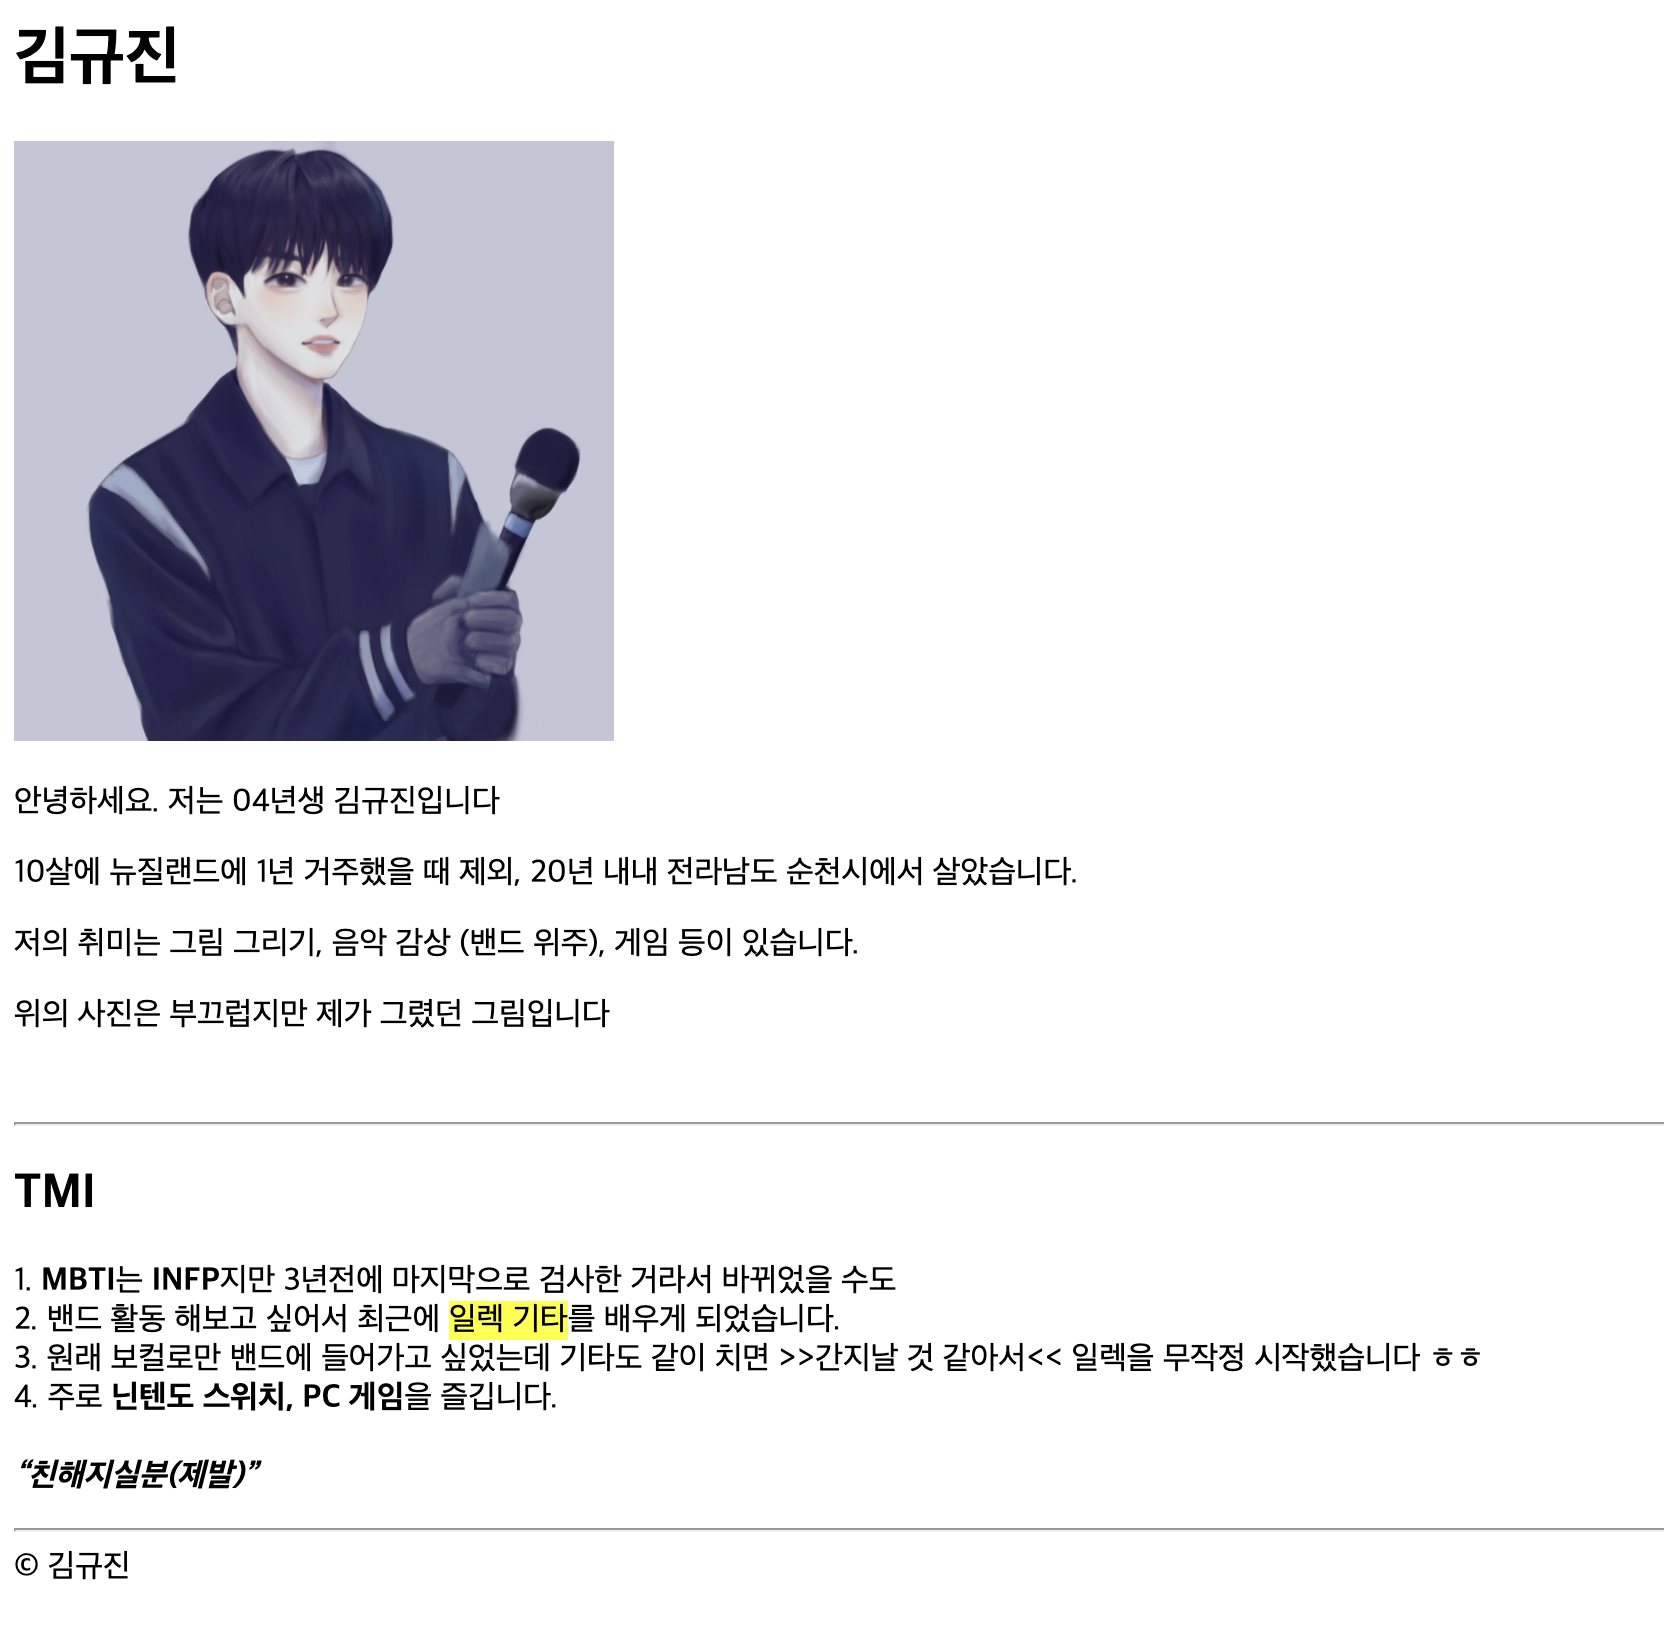 김규진
안녕하세요. 저는 04년생 김규진입니다
10살에 뉴질랜드에 1년 거주했을 때 제외, 20년 내내 전라남도 순천시에서 살았습니다.
저의 취미는 그림 그리기, 음악 감상 (밴드 위주), 게임 등이 있습니다.
위의 사진은 부끄럽지만 제가 그렸던 그림입니다
TMI
1. MBTI는 INFP지만 3년전에 마지막으로 검사한 거라서 바뀌었을 수도
2. 밴드 활동 해보고 싶어서 최근에 일렉 기타를 배우게 되었습니다.
3. 원래 보컬로만 밴드에 들어가고 싶었는데 기타도 같이 치면 >>간지날 것 같아서<< 일렉을 무작정 시작했습니다 ㅎㅎ
4. 주로 닌텐도 스위치, PC 게임을 즐깁니다.
“친해지실분(제발)”
© 김규진